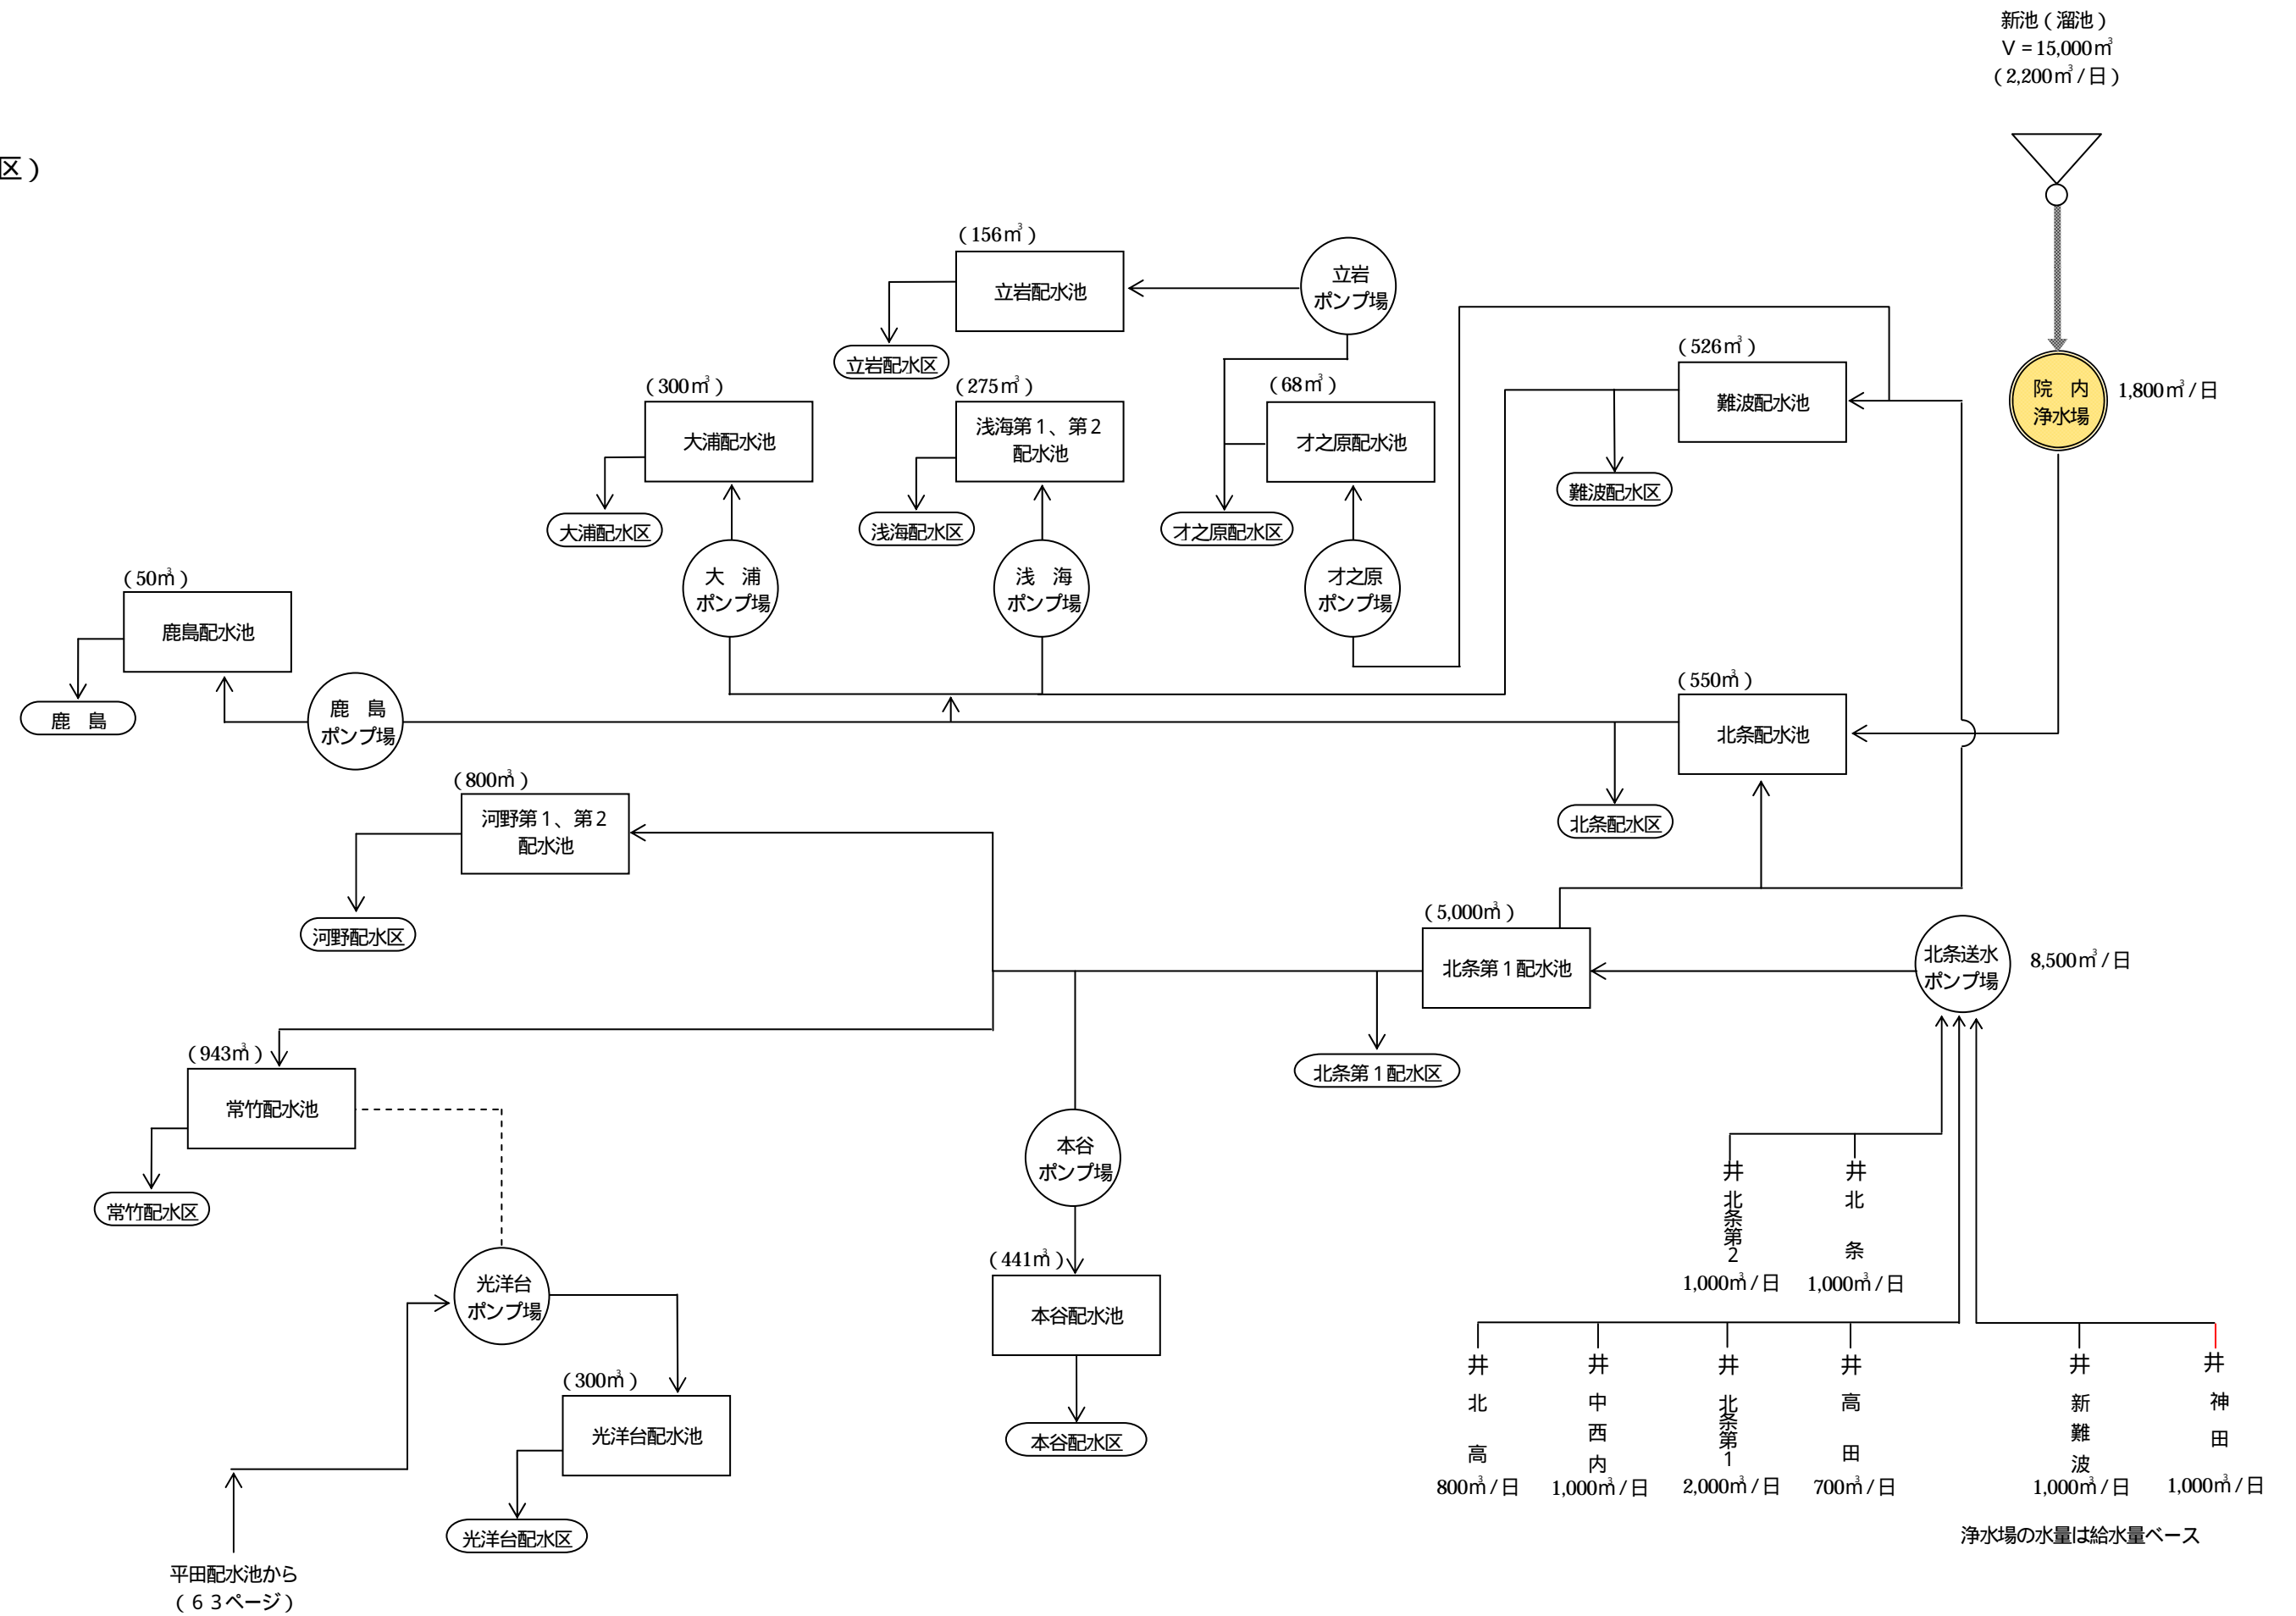 新池（溜池）
V＝15,000㎥
（2,200㎥/日）
区）
（156㎥）
立岩配水池
立岩
ポンプ場
立岩配水区
（526㎥）
難波配水池
院　内
浄水場
1,800㎥/日
（300㎥）
大浦配水池
（275㎥）
浅海第１、第２
配水池
（68㎥）
才之原配水池
難波配水区
大浦配水区
浅海配水区
才之原配水区
（50㎥）
鹿島配水池
大　浦
ポンプ場
浅　海
ポンプ場
才之原
ポンプ場
鹿　島
鹿　島
ポンプ場
（550㎥）
北条配水池
（800㎥）
河野第１、第２
配水池
北条配水区
河野配水区
（5,000㎥）
北条第１配水池
北条送水
ポンプ場
8,500㎥/日
（943㎥）
常竹配水池
北条第１配水区
常竹配水区
本谷
ポンプ場
井
北条第2
1,000㎥/日
井
北条
1,000㎥/日
光洋台
ポンプ場
（441㎥）
本谷配水池
（300㎥）
光洋台配水池
本谷配水区
井
北高
800㎥/日
井
中西内
1,000㎥/日
井
北条第1
2,000㎥/日
井
高田
700㎥/日
井
新難波
1,000㎥/日
井
神田
1,000㎥/日
光洋台配水区
浄水場の水量は給水量ベース
平田配水池から
（６３ページ）